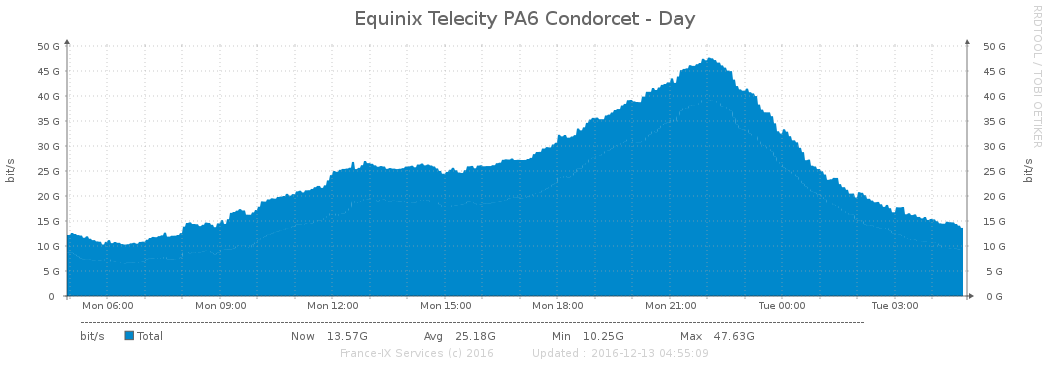 Equinix Telecity PA6 Condorcet - Day
RRDTOOL / TOBI OETIKER
bit/s
50 G 50 G
45 G 45 G
40 G 40 G
35 G 35 G
30 G 30 G
25 G 25 G
20 G 20 G
15 G 15 G
10 G 10 G
5 G 5 G
0 0 G
bit/s
Mon 06:00 Mon 09:00 Mon 12:00 Mon 15:00 Mon 18:00 Mon 21:00 Tue 00:00 Tue 03:00
bit/s Total Now 13.57G Avg 25.18G Min 10.25G Max 47.63G
France-IX Services (c) 2016 Updated : 2016-12-13 04:55:09